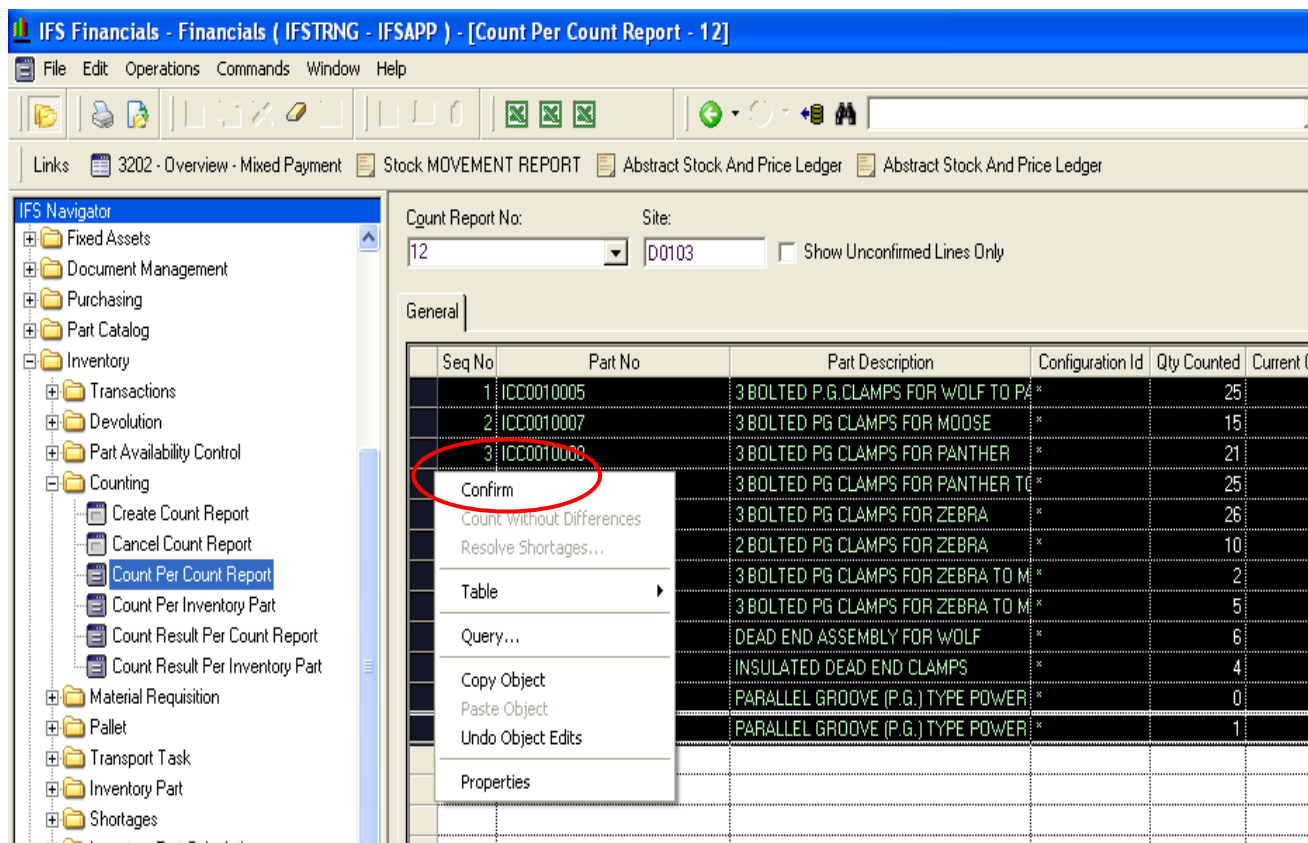 IFS Financials - Financials ( IFSTRNG - IFSAPP ) - [Count Per Count Report - 12]
File Edit Operations Commands Window Help
Links 3202 - Overview - Mixed Payment Stock MOVEMENT REPORT Abstract Stock And Price Ledger Abstract Stock And Price Ledger
IFS Navigator
Fixed Assets
Document Management
Purchasing
Part Catalog
Inventory
Transactions
Devolution
Part Availability Control
Counting
Create Count Report
Cancel Count Report
Count Per Count Report
Count Per Inventory Part
Count Result Per Count Report
Count Result Per Inventory Part
Material Requisition
Pallet
Transport Task
Inventory Part
Shortages
Count Report No: Site:
12 D0103 Show Unconfirmed Lines Only
General
Seq No Part No Part Description Configuration Id Qty Counted Current
1 ICC0010005 3 BOLTED P.G.CLAMPS FOR WOLF TO PA * 25
2 ICC0010007 3 BOLTED PG CLAMPS FOR MOOSE * 15
3 ICC0010008 3 BOLTED PG CLAMPS FOR PANTHER * 21
3 BOLTED PG CLAMPS FOR PANTHER TO * 25
3 BOLTED PG CLAMPS FOR ZEBRA * 26
2 BOLTED PG CLAMPS FOR ZEBRA * 10
3 BOLTED PG CLAMPS FOR ZEBRA TO M * 2
3 BOLTED PG CLAMPS FOR ZEBRA TO M * 5
DEAD END ASSEMBLY FOR WOLF * 6
INSULATED DEAD END CLAMPS * 4
PARALLEL GROOVE (P.G.) TYPE POWER * 0
PARALLEL GROOVE (P.G.) TYPE POWER * 1
Confirm
Count Without Differences
Resolve Shortages...
Table
Query...
Copy Object
Paste Object
Undo Object Edits
Properties